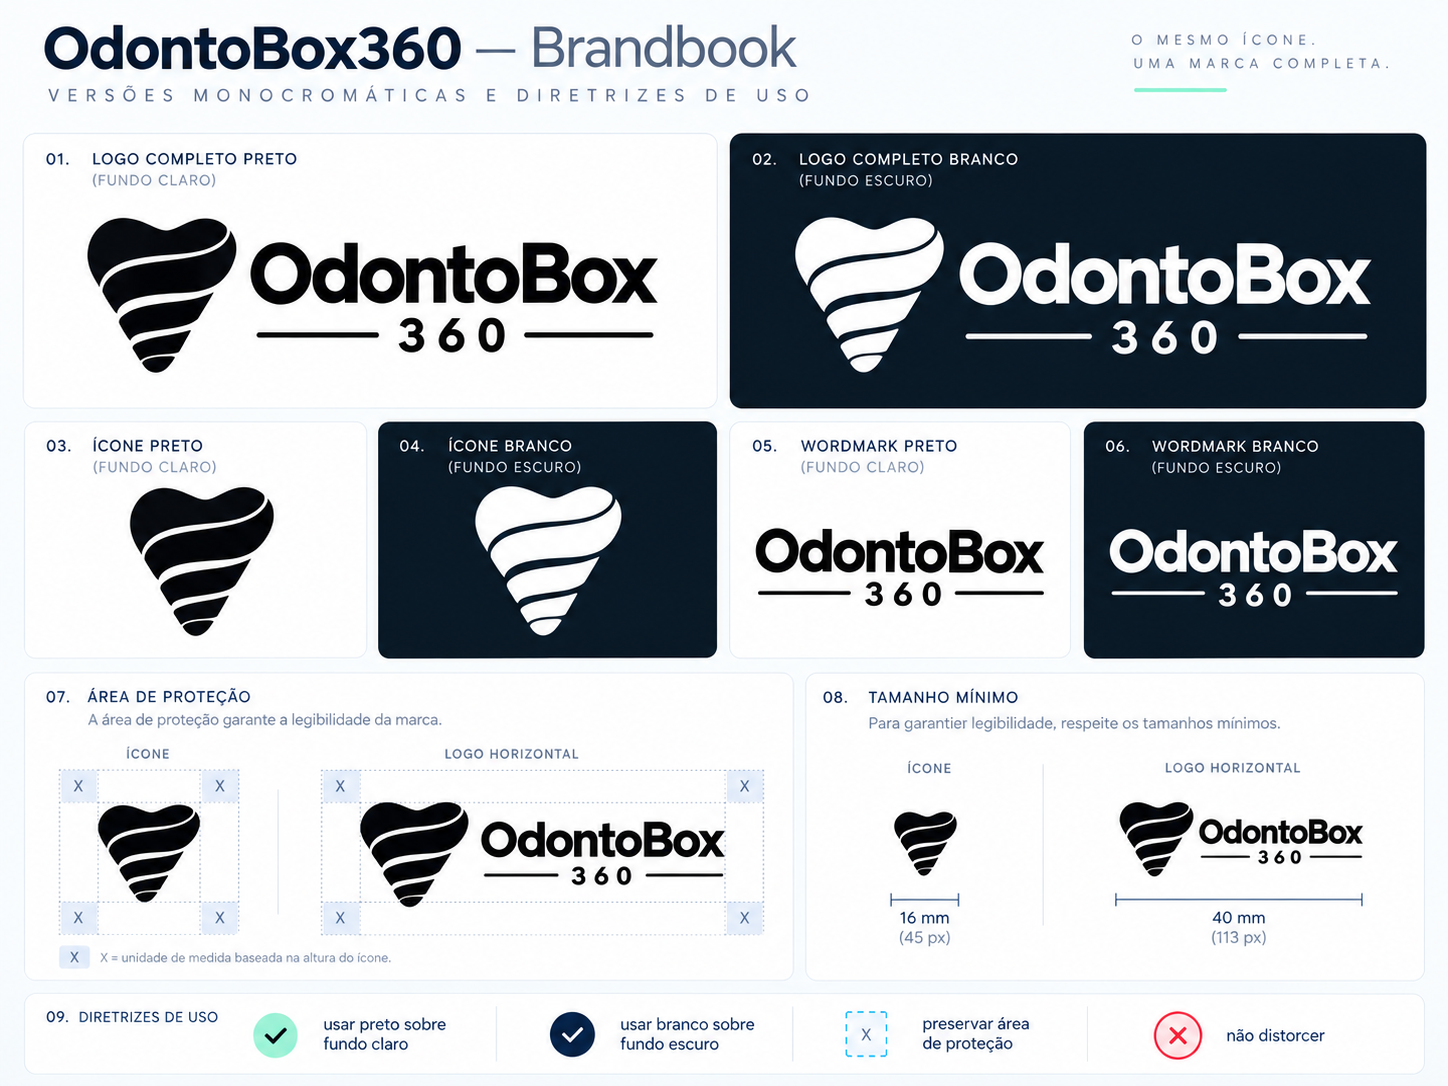 OdontoBox360 — Brandbook
VERSÕES MONOCROMÁTICAS E DIRETRIZES DE USO
O MESMO ÍCONE.
UMA MARCA COMPLETA.
01. LOGO COMPLETO PRETO
(FUNDO CLARO)
OdontoBox
360
02. LOGO COMPLETO BRANCO
(FUNDO ESCURO)
OdontoBox
360
03. ÍCONE PRETO
(FUNDO CLARO)
04. ÍCONE BRANCO
(FUNDO ESCURO)
05. WORDMARK PRETO
(FUNDO CLARO)
OdontoBox
360
06. WORDMARK BRANCO
(FUNDO ESCURO)
OdontoBox
360
07. ÁREA DE PROTEÇÃO
A área de proteção garante a legibilidade da marca.
ÍCONE
X X
X X
LOGO HORIZONTAL
X X
OdontoBox
360
X X
X X = unidade de medida baseada na altura do ícone.
08. TAMANHO MÍNIMO
Para garantier legibilidade, respeite os tamanhos mínimos.
ÍCONE
16 mm
(45 px)
LOGO HORIZONTAL
OdontoBox
360
40 mm
(113 px)
09. DIRETRIZES DE USO
usar preto sobre
fundo claro
usar branco sobre
fundo escuro
X
preservar área
de proteção
não distorcer